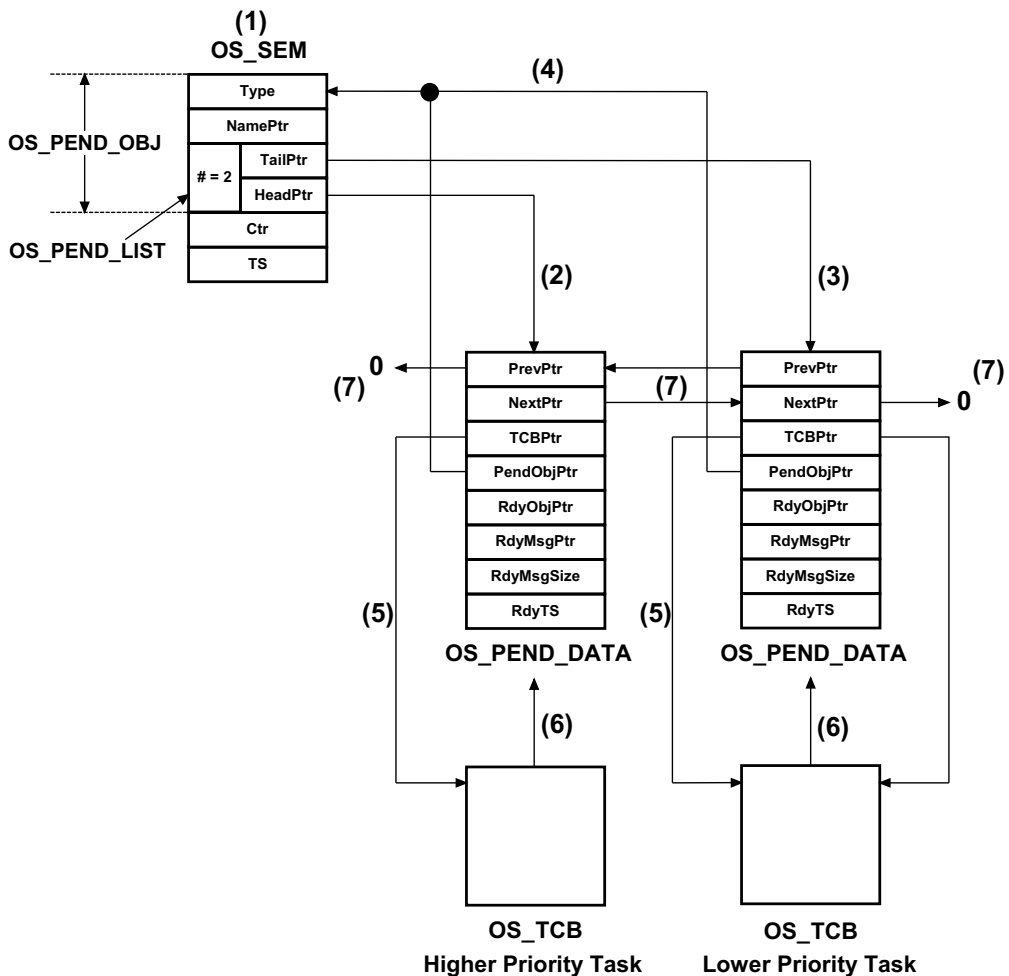 (1)
OS_SEM
(4)
Type
NamePtr
OS_PEND_OBJ
# = 2
TailPtr
HeadPtr
OS_PEND_LIST
Ctr
TS
(2)
(3)
0
(7)
PrevPtr
NextPtr
TCBPtr
PendObjPtr
RdyObjPtr
RdyMsgPtr
RdyMsgSize
RdyTS
(7)
PrevPtr
NextPtr
TCBPtr
PendObjPtr
RdyObjPtr
RdyMsgPtr
RdyMsgSize
RdyTS
(7)
0
(5)
OS_PEND_DATA
(5)
OS_PEND_DATA
(6)
(6)
OS_TCB
Higher Priority Task
OS_TCB
Lower Priority Task